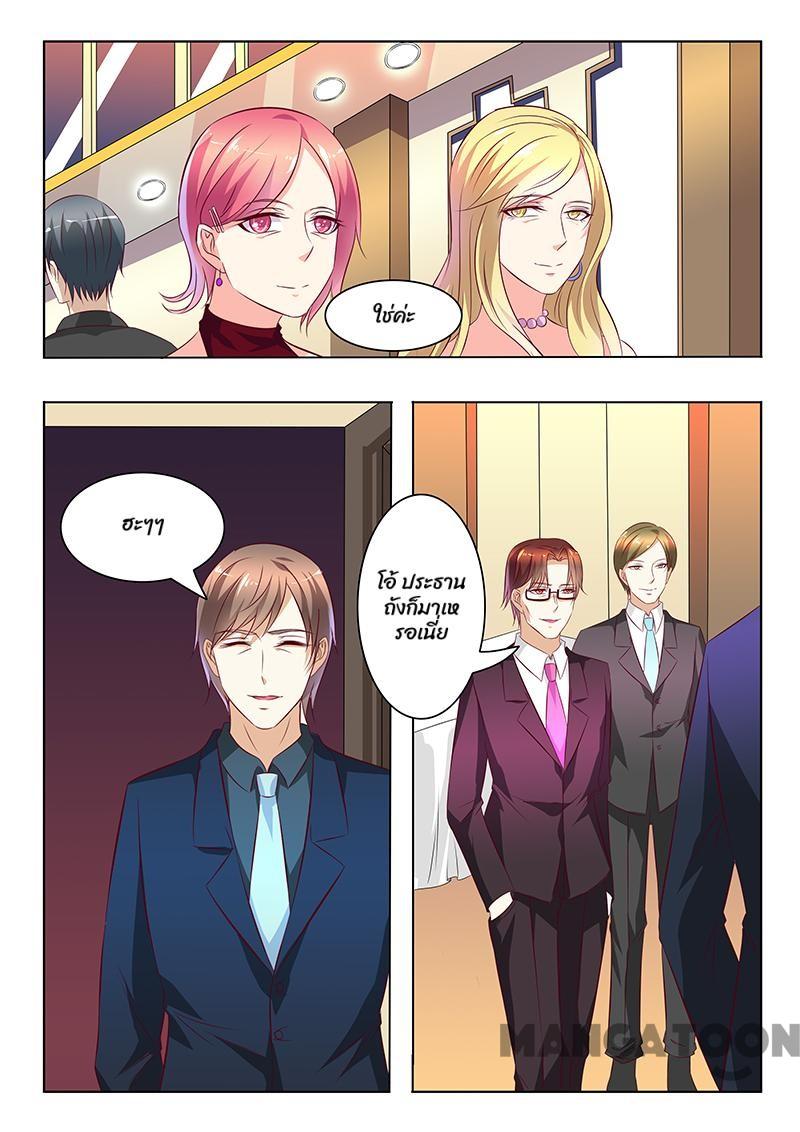 ใช่ค่ะ
ฮะๆๆ
โอ้ ประธาน
ถังก็มาเห
รอเนี่ย
MANGATOON